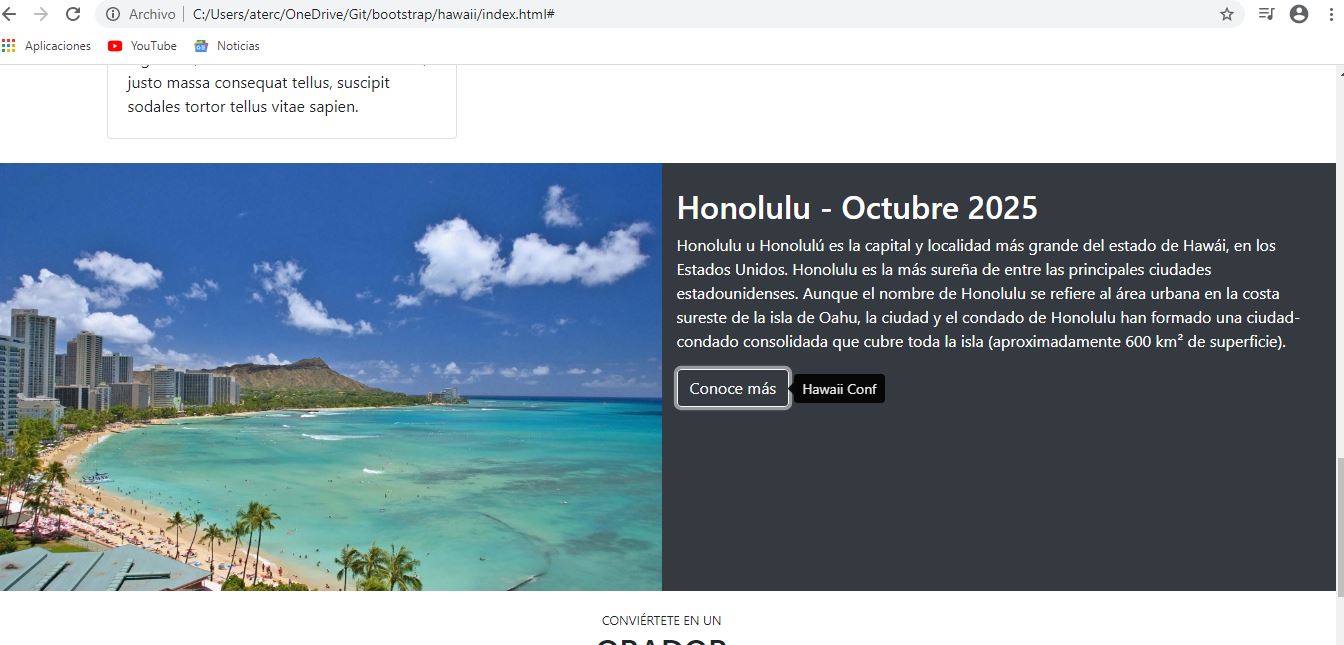 Archivo C:/Users/aterc/OneDrive/Git/bootstrap/hawaii/index.html#
Aplicaciones YouTube Noticias
justo massa consequat tellus, suscipit
sodales tortor tellus vitae sapien.
Honolulu - Octubre 2025
Honolulu u Honolulú es la capital y localidad más grande del estado de Hawái, en los
Estados Unidos. Honolulu es la más sureña de entre las principales ciudades
estadounidenses. Aunque el nombre de Honolulu se refiere al área urbana en la costa
sureste de la isla de Oahu, la ciudad y el condado de Honolulu han formado una ciudad-
condado consolidada que cubre toda la isla (aproximadamente 600 km² de superficie).
Conoce más Hawaii Conf
CONVIÉRTETE EN UN
ORADOR